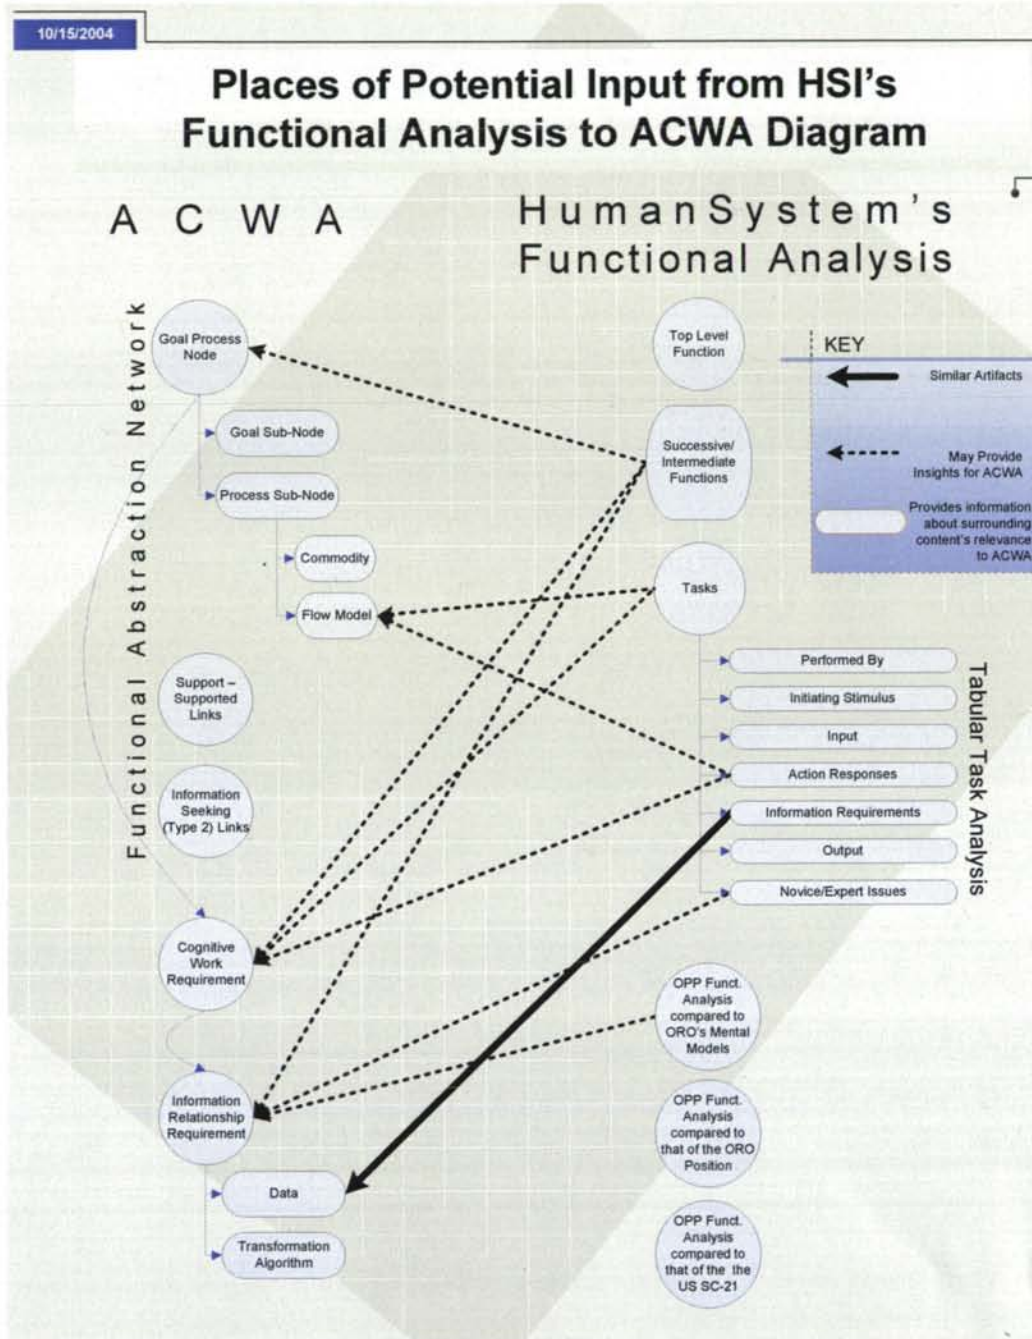 10/15/2004
Places of Potential Input from HSI's
Functional Analysis to ACWA Diagram
A C W A
HumanSystem's
Functional Analysis
Functional Abstraction Network
Goal Process
Node
Goal Sub-Node
Process Sub-Node
Commodity
Flow Model
Support –
Supported
Links
Information
Seeking
(Type 2) Links
Cognitive
Work
Requirement
Information
Relationship
Requirement
Data
Transformation
Algorithm
Top Level
Function
Successive/
Intermediate
Functions
Tasks
Performed By
Initiating Stimulus
Input
Action Responses
Information Requirements
Output
Novice/Expert Issues
Tabular Task Analysis
OPP Funct.
Analysis
compared to
ORO's Mental
Models
OPP Funct.
Analysis
compared to
that of the ORO
Position
OPP Funct.
Analysis
compared to
that of the the
US SC-21
KEY
Similar Artifacts
May Provide
Insights for ACWA
Provides information
about surrounding
content's relevance
to ACWA